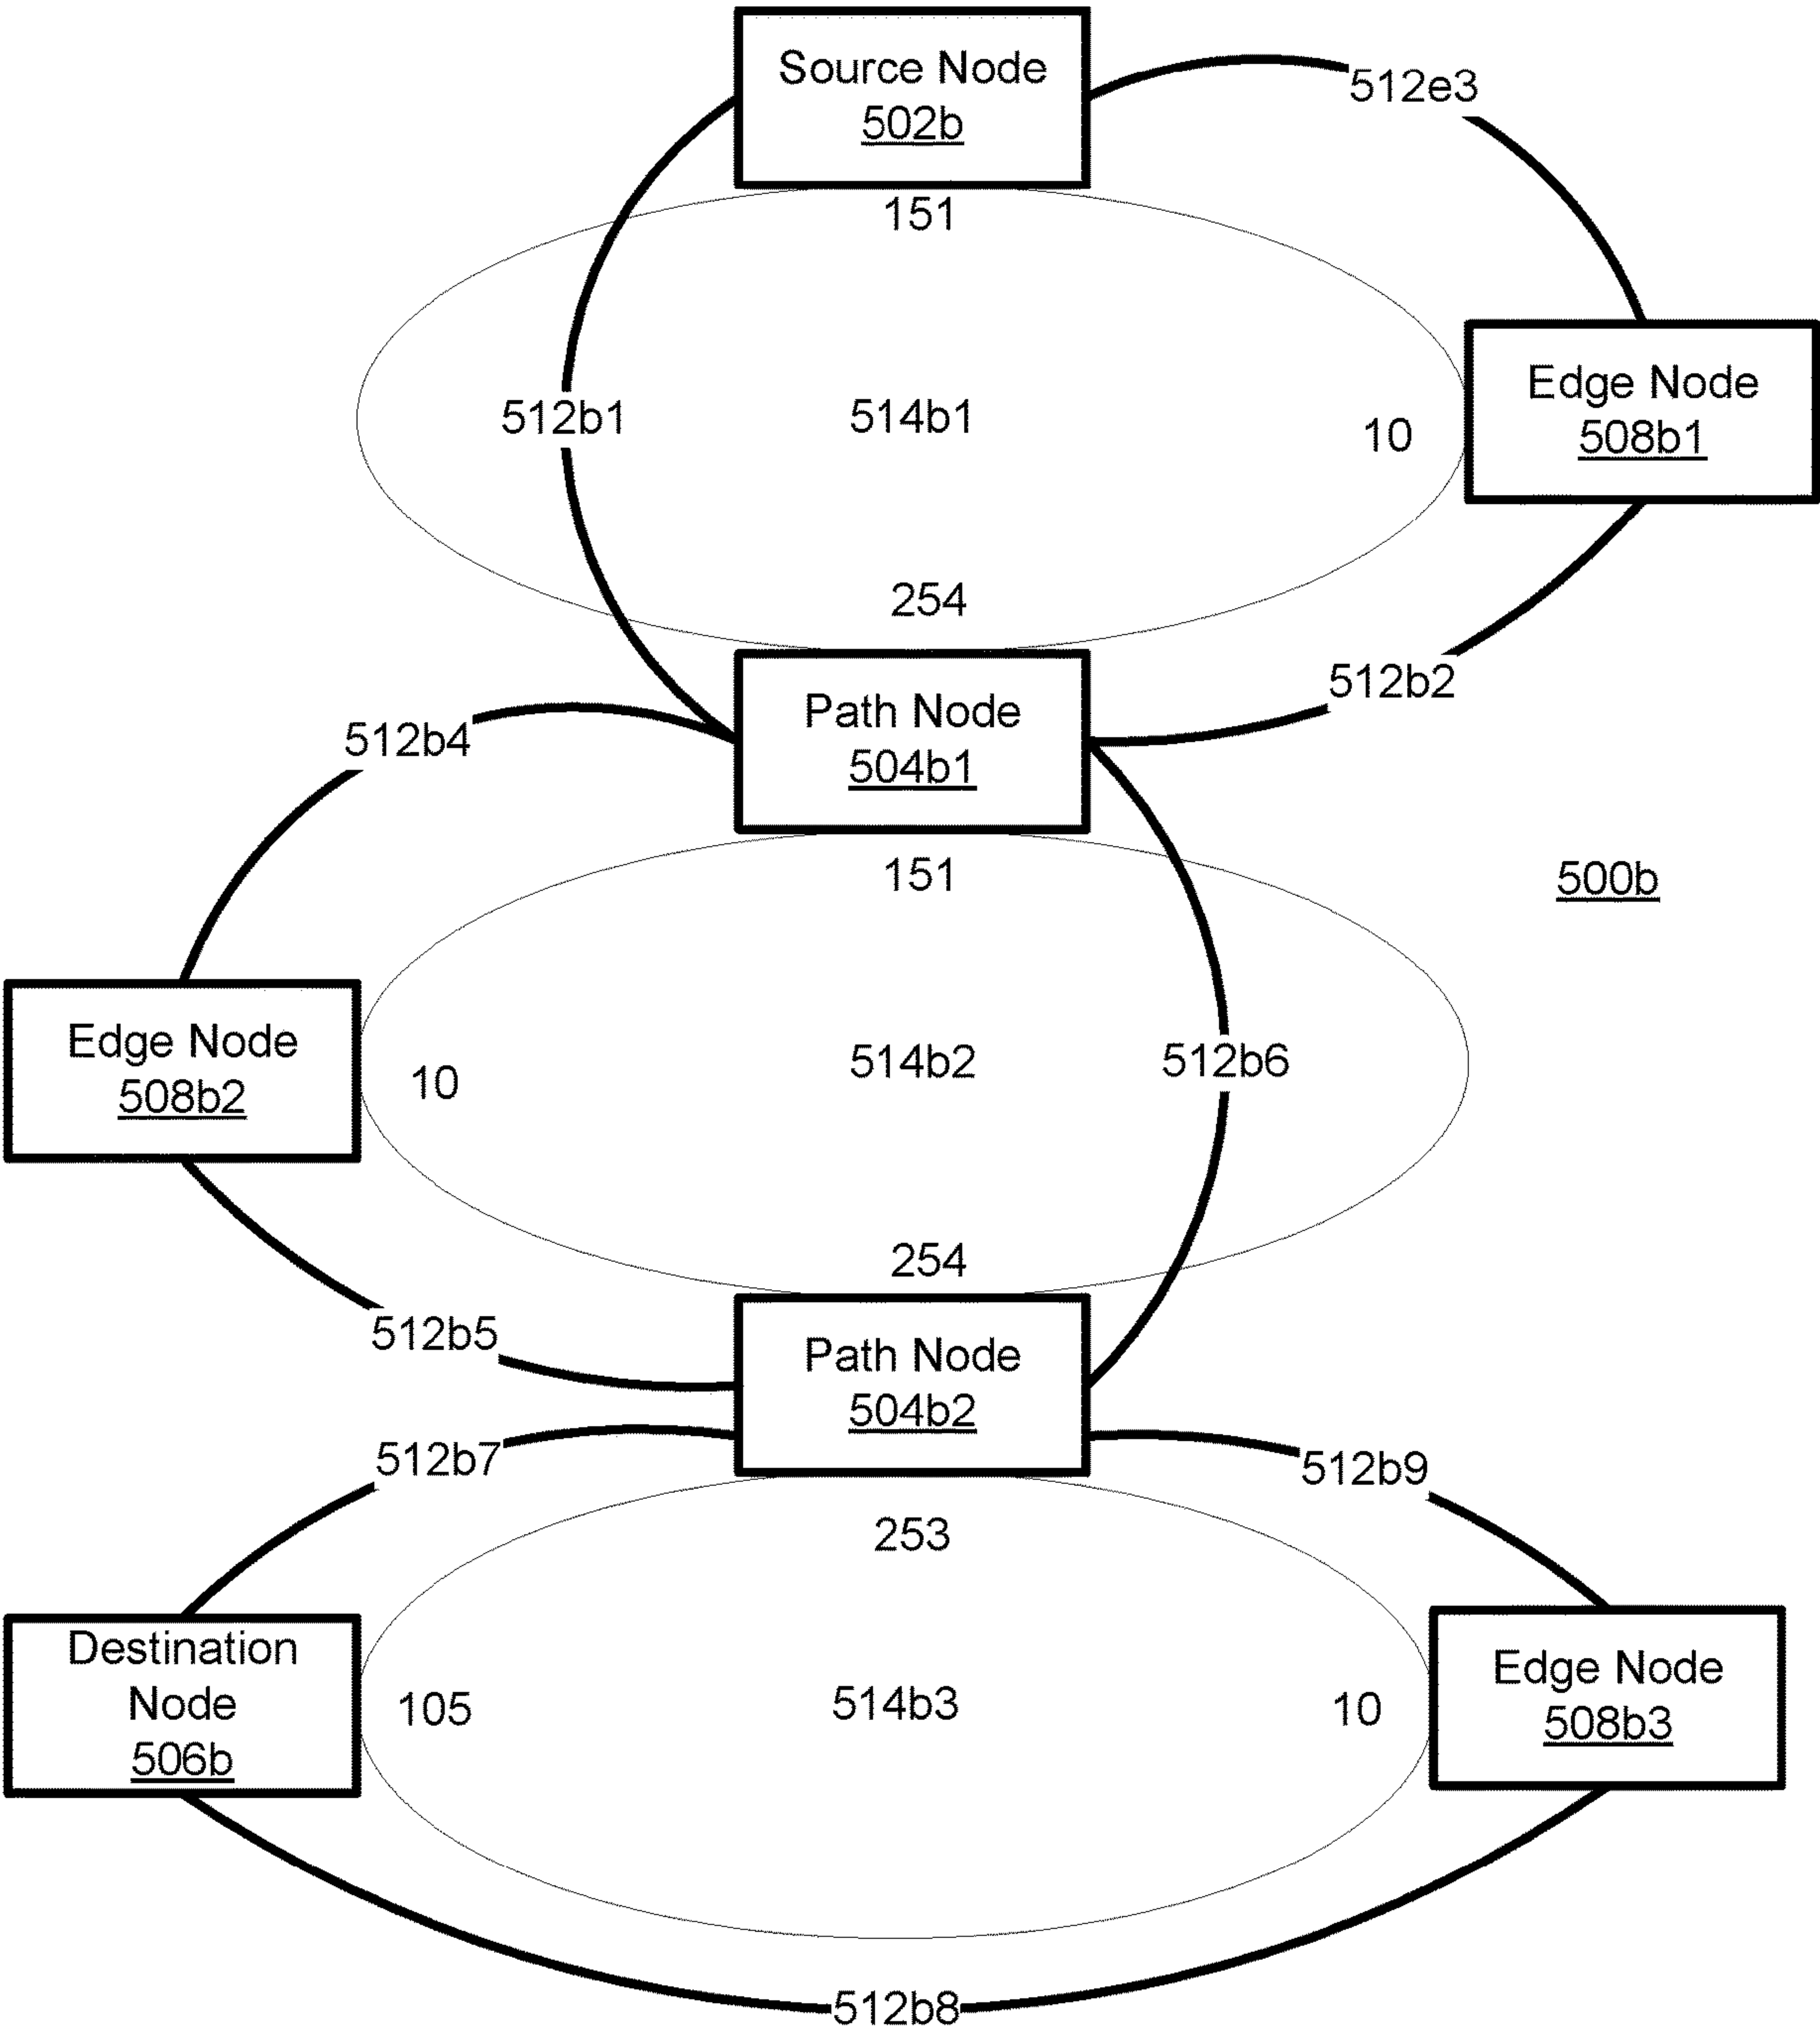 Source Node
502b
512e3
151
Edge Node
508b1
512b1
514b1
10
254
512b2
Path Node
504b1
512b4
151
500b
Edge Node
508b2
10
514b2
512b6
254
512b5
Path Node
504b2
512b7
512b9
253
Destination
Node
506b
105
514b3
10
Edge Node
508b3
512b8